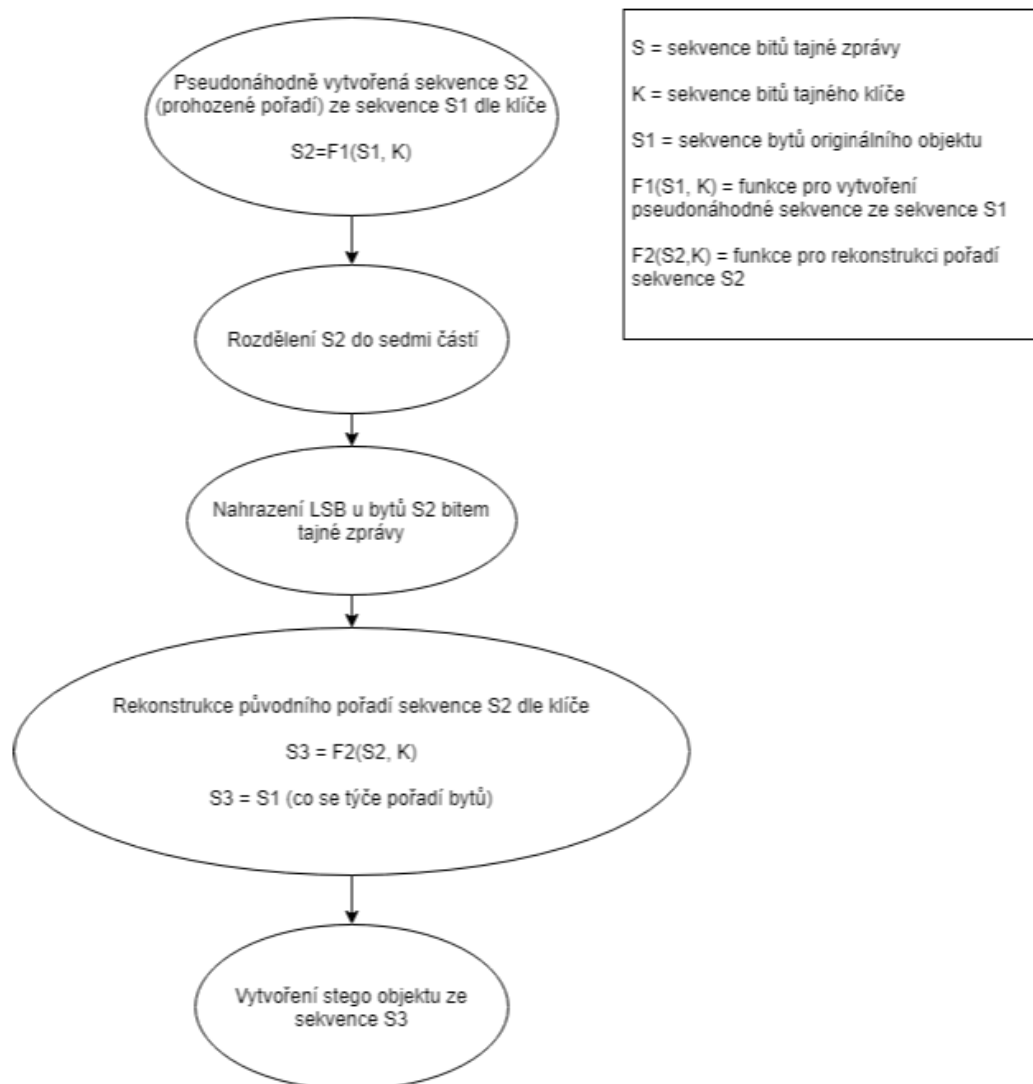 Pseudonáhodně vytvořená sekvence S2
(prohozené pořadí) ze sekvence S1 dle klíče
S2=F1(S1, K)
Rozdělení S2 do sedmi částí
Nahrazení LSB u bytů S2 bitem
tajné zprávy
Rekonstrukce původního pořadí sekvence S2 dle klíče
S3 = F2(S2, K)
S3 = S1 (co se týče pořadí bytů)
Vytvoření stego objektu ze
sekvence S3
S = sekvence bitů tajné zprávy
K = sekvence bitů tajného klíče
S1 = sekvence bytů originálního objektu
F1(S1, K) = funkce pro vytvoření
pseudonáhodné sekvence ze sekvence S1
F2(S2,K) = funkce pro rekonstrukci pořadí
sekvence S2